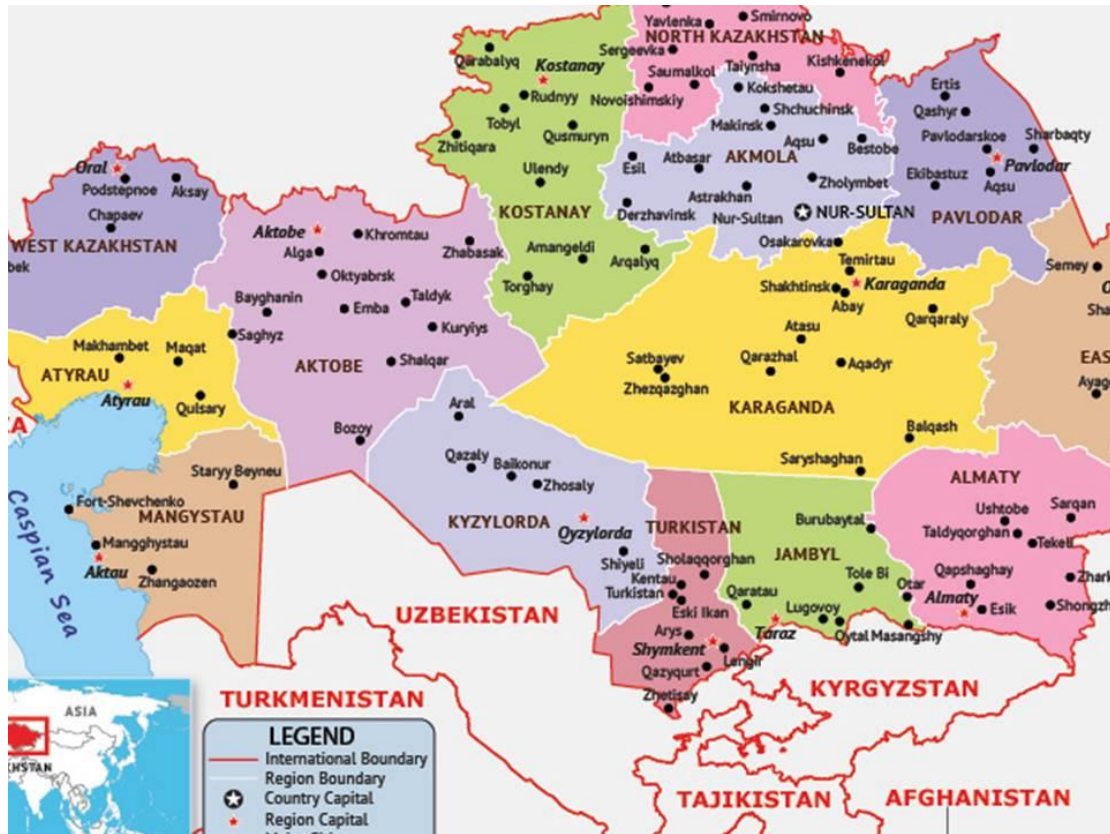 Yavlenka
Smirnovo
NORTH KAZAKHSTAN
Sergeevka
Taiynsha
Kishkenekol
Saumalkol
Novoishimskiy
Qarabalyq
Kostanay
Rudnyy
Tobyl
Qusmuryn
Zhitiqara
Ulendy
KOSTANAY
Amangeldi
Arqalyq
Torghay
Kokshetau
Shchuchinsk
Makinsk
Aqsu
Bestobe
AKMOLA
Esil
Atbasar
Zholymbet
Astrakhan
Derzhavinsk
Nur-Sultan
NUR-SULTAN
Ertis
Qashyr
Pavlodarskoe
Sharbaqty
Pavlodar
Ekibastuz
Aqsu
PAVLODAR
Oral
Podstepnoe
Aksay
Chapaev
WEST KAZAKHSTAN
bek
Aktobe
Khromtau
Alga
Zhabasak
Oktyabrsk
Bayghanin
Emba
Taldyk
Saghyz
Kuryiys
AKTOBE
Shalqar
Bozoy
Makhambet
Maqat
ATYRAU
Atyrau
Qulsary
A
Osakarovka
Temirtau
Karaganda
Shakhtinsk
Abay
Qarqaraly
Atasu
Satbayev
Qarazhal
Aqadyr
Zhezqazghan
KARAGANDA
Balqash
Saryshaghan
Semey
O
Sha
EAS
Ayag
Aral
Qazaly
Baikonur
Zhosaly
KYZYLORDA
Qyzylorda
Shiyeli
Staryy Beyneu
Fort-Shevchenko
MANGYSTAU
Mangghystau
Aktau
Zhangaozen
Caspian Sea
TURKISTAN
Sholaqqorghan
Kentau
Turkistan
Eski Ikan
Arys
Shymkent
Lengir
Qazyqurt
Zhetisay
Burubaytal
JAMBYL
Tole Bi
Qaratau
Lugovoy
Taraz
Oytal
Masangshy
Otar
ALMATY
Sarqan
Ushtobe
Taldyqorghan
Tekeli
Qapshaghay
Zhark
Almaty
Esik
Shongzh
UZBEKISTAN
TURKMENISTAN
KYRGYZSTAN
TAJIKISTAN
AFGHANISTAN
ASIA
KHSTAN
LEGEND
International Boundary
Region Boundary
Country Capital
Region Capital